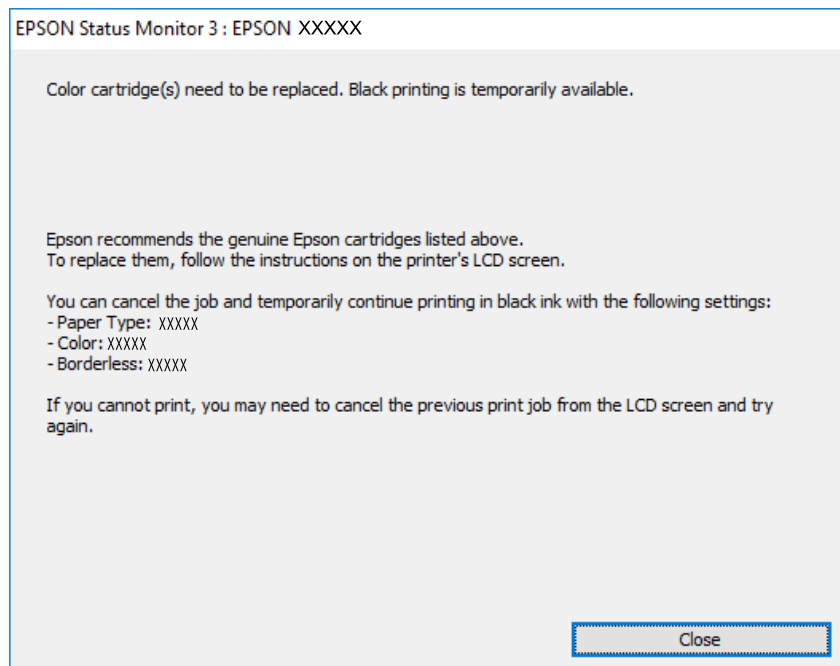 EPSON Status Monitor 3 : EPSON XXXXX
Color cartridge(s) need to be replaced. Black printing is temporarily available.
Epson recommends the genuine Epson cartridges listed above.
To replace them, follow the instructions on the printer's LCD screen.
You can cancel the job and temporarily continue printing in black ink with the following settings:
- Paper Type: XXXXX
- Color: XXXXX
- Borderless: XXXXX
If you cannot print, you may need to cancel the previous print job from the LCD screen and try
again.
Close